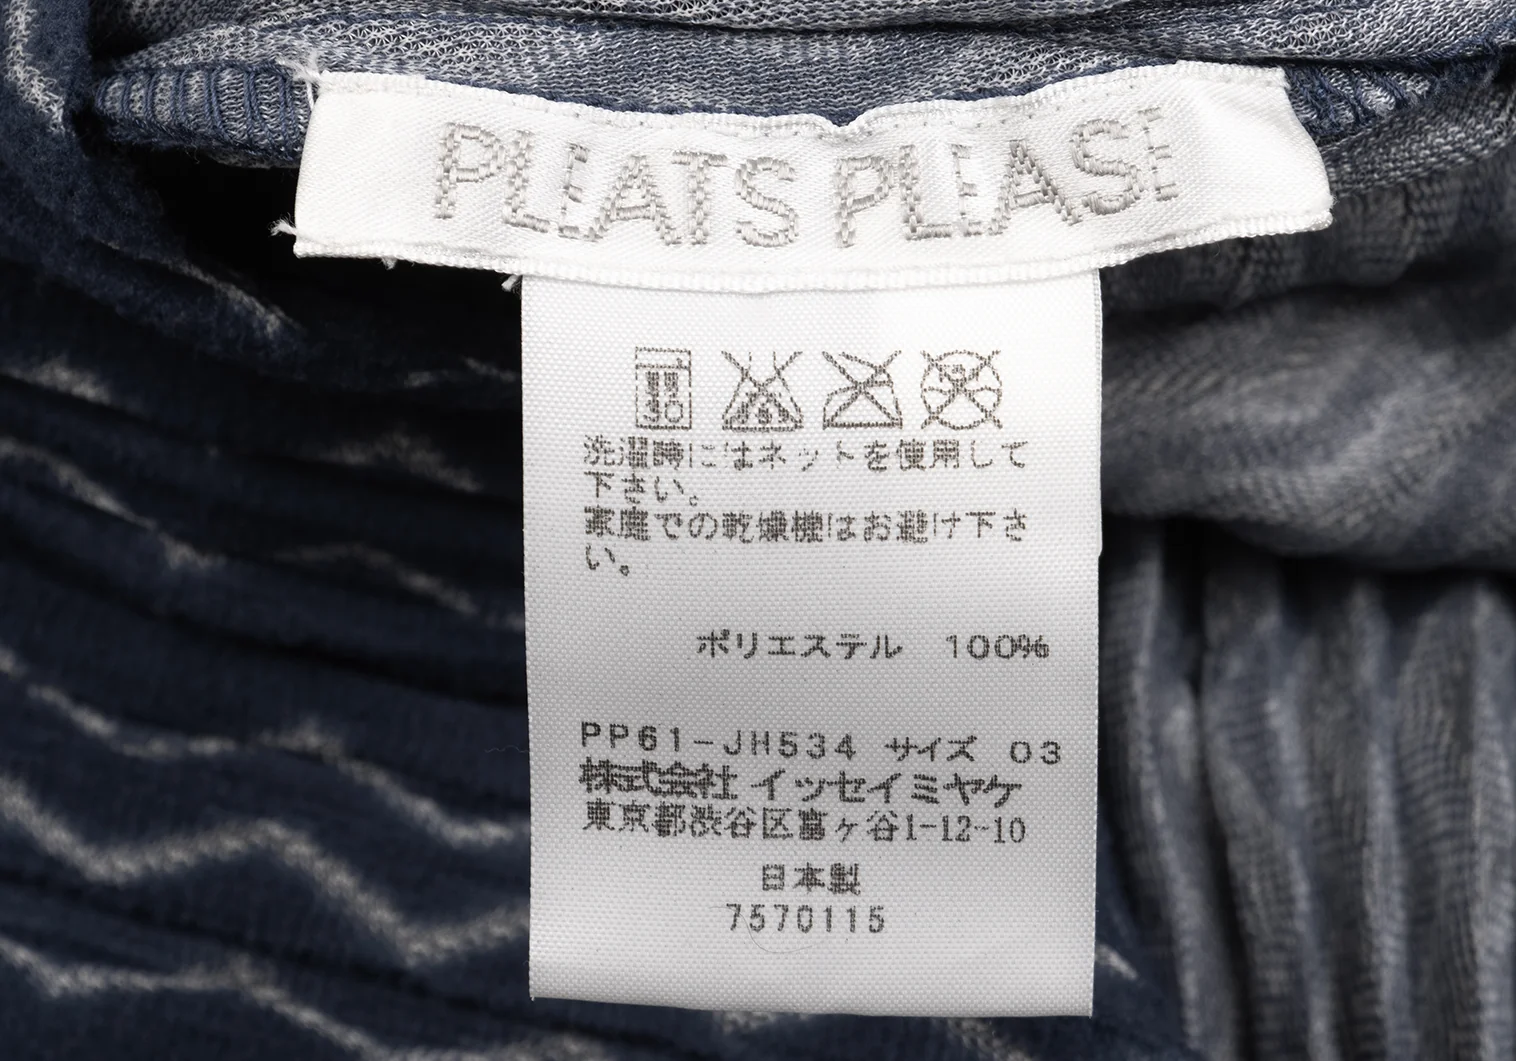 PLEATS PLEASE
洗濯時にはネットを使用して
下さい。
家庭での乾燥機はお避け下さ
い。
ポリエステル 100%
PP61-JH534 サイズ 03
株式会社 イッセイミヤケ
東京都渋谷区富ヶ谷1-12-10
日本製
7570115